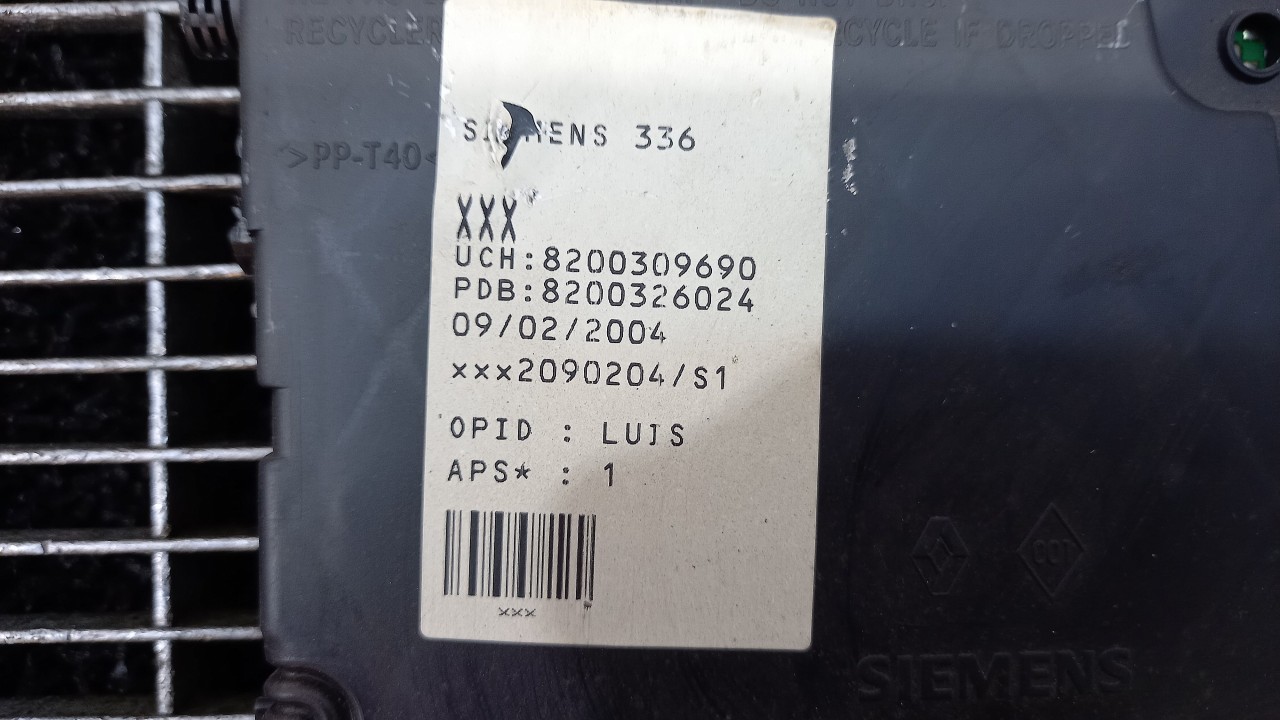 RECYCLE IF DROPPED
>PP-T40<
SIEMENS 336
XXX
UCH:8200309690
PDB:8200326024
09/02/2004
xxx2090204/S1
OPID : LUIS
APS* : 1
xxx
SIEMENS